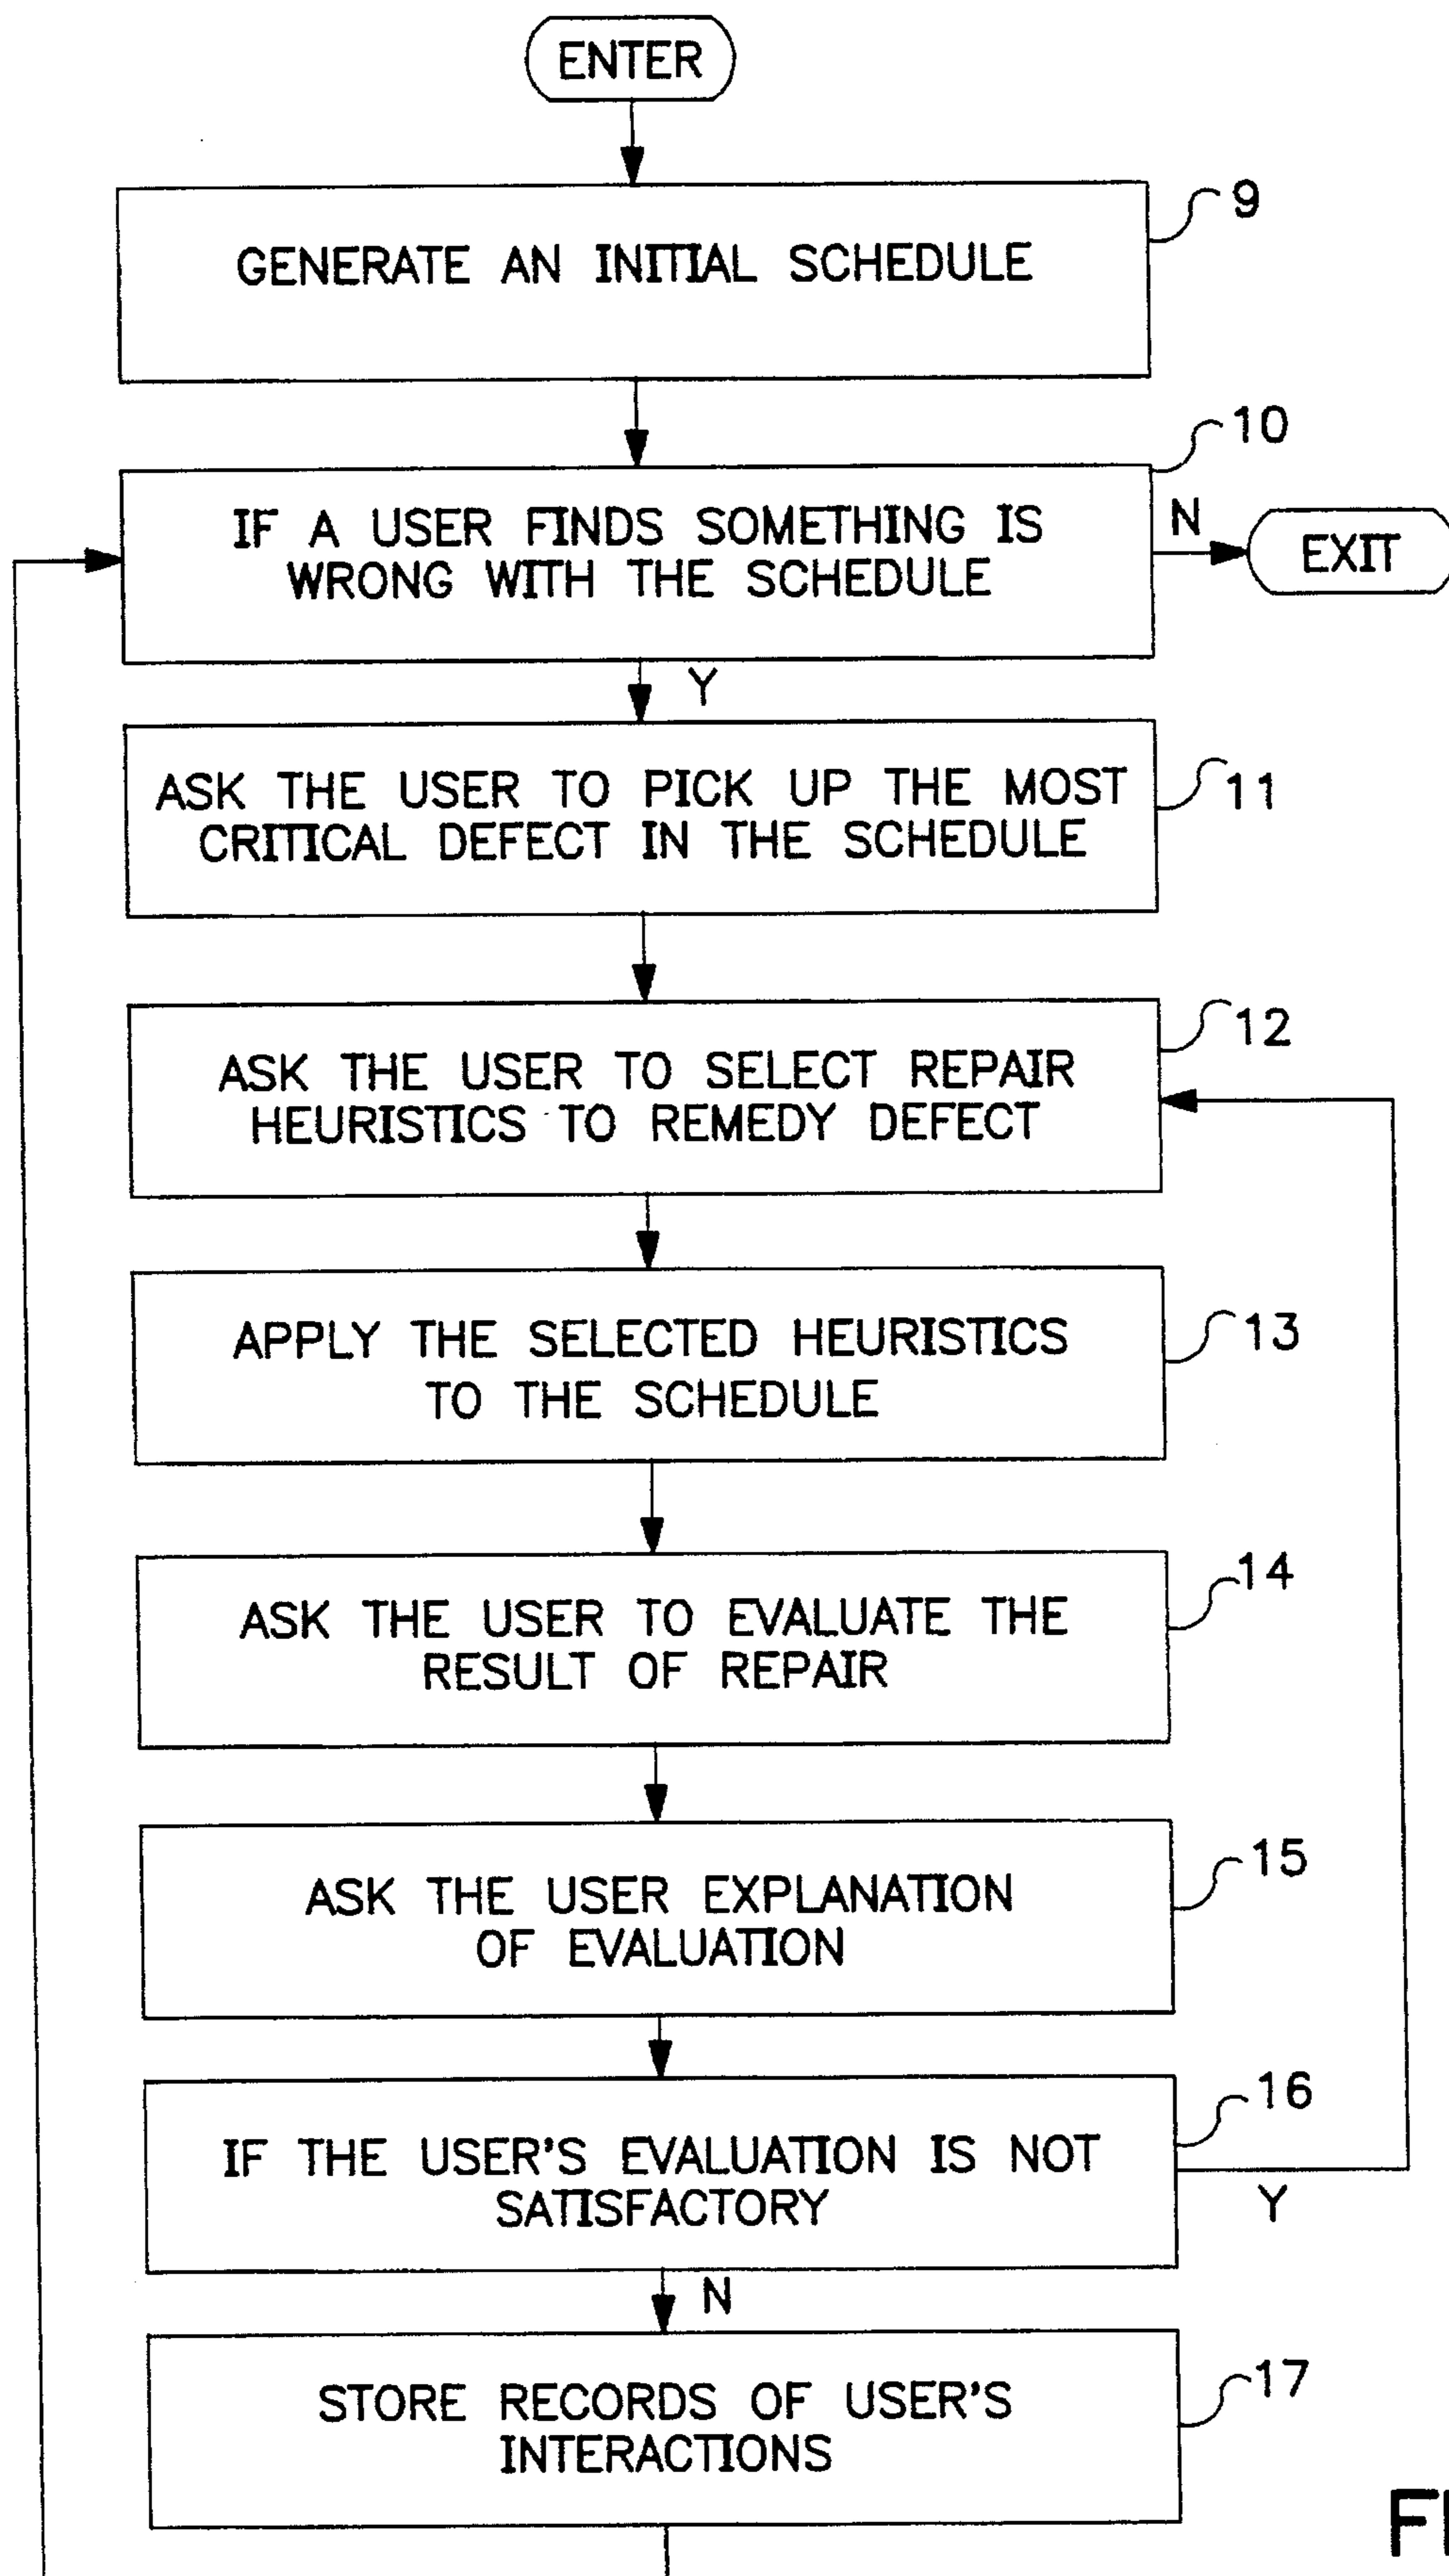 ENTER
GENERATE AN INITIAL SCHEDULE
9
10
IF A USER FINDS SOMETHING IS
WRONG WITH THE SCHEDULE
N
EXIT
Y
ASK THE USER TO PICK UP THE MOST
CRITICAL DEFECT IN THE SCHEDULE
11
ASK THE USER TO SELECT REPAIR
HEURISTICS TO REMEDY DEFECT
12
APPLY THE SELECTED HEURISTICS
TO THE SCHEDULE
13
ASK THE USER TO EVALUATE THE
RESULT OF REPAIR
14
ASK THE USER EXPLANATION
OF EVALUATION
15
IF THE USER'S EVALUATION IS NOT
SATISFACTORY
16
Y
N
STORE RECORDS OF USER'S
INTERACTIONS
17